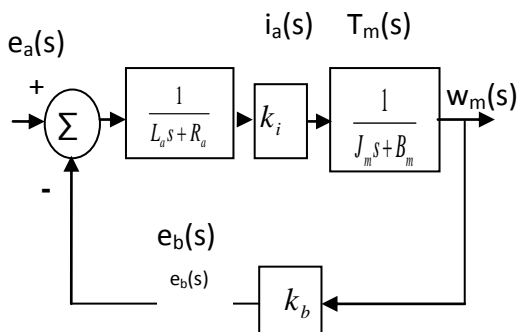 i_a(s) T_m(s)
e_a(s)
+
Σ
1/(L_a s + R_a)
k_i
1/(J_m s + B_m)
w_m(s)
-
e_b(s)
e_b(s)
k_b